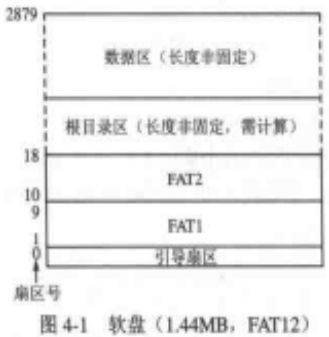 2879
数据区（长度非固定）
根目录区（长度非固定，需计算）
18
FAT2
10
9
FAT1
1
0
引导扇区
扇区号
图 4-1 软盘（1.44MB，FAT12）